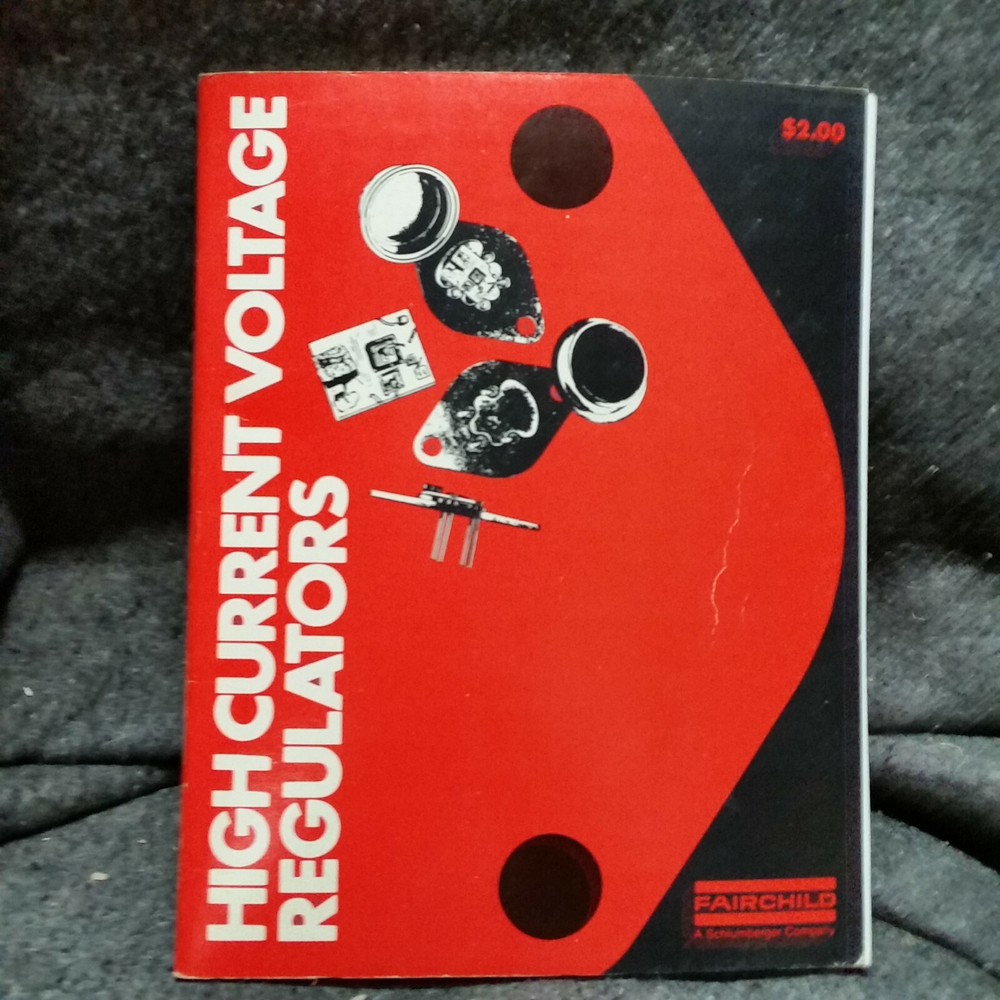 HIGH CURRENT VOLTAGE
REGULATORS
$2.00
FAIRCHILD
A Schlumberger Company